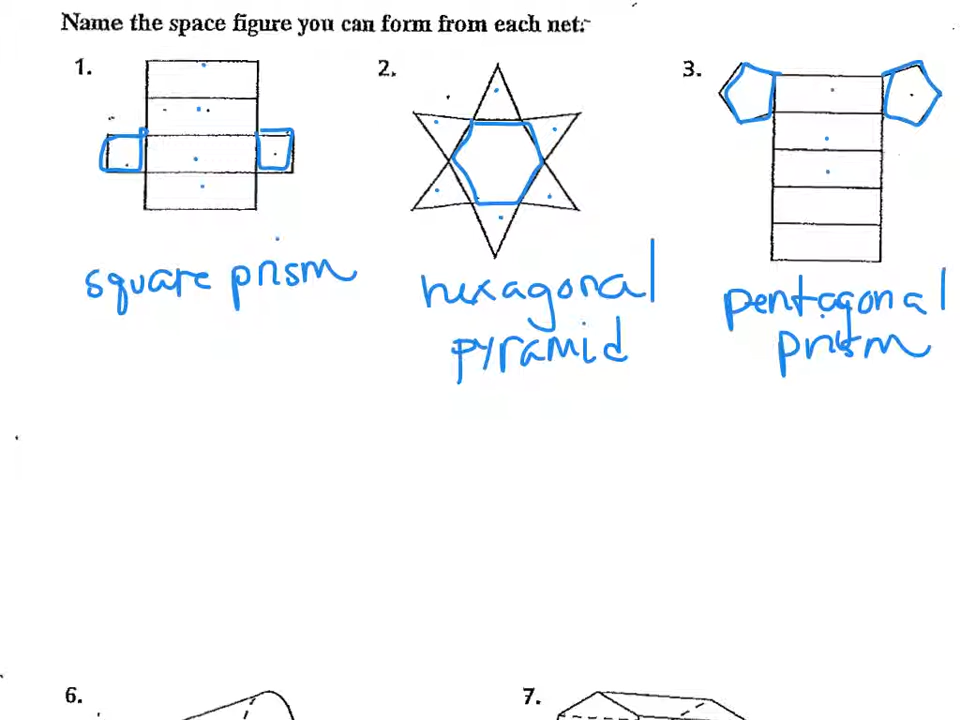 Name the space figure you can form from each net.
1.
2.
3.
square prism
hexagonal
pyramid
pentagonal
prism
6.
7.